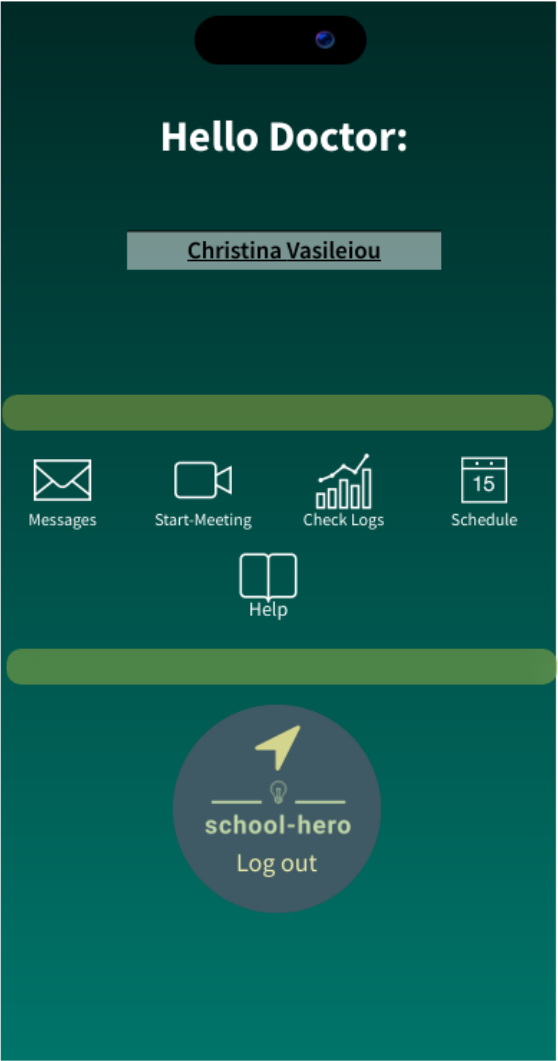 Hello Doctor:
Christina Vasileiou
Messages
Start-Meeting
Check Logs
15
Schedule
Help
school-hero
Log out